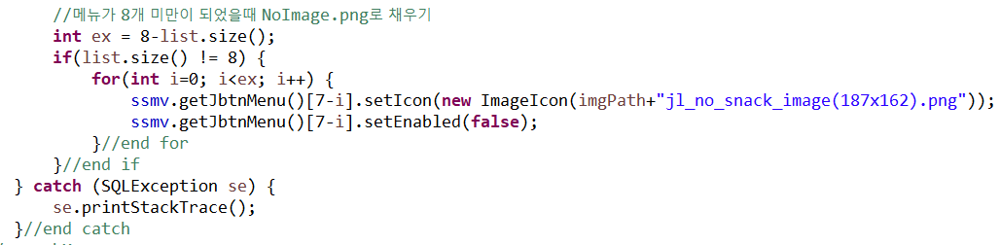 //메뉴가 8개 미만이 되었을때 NoImage.png로 채우기
int ex = 8-list.size();
if(list.size() != 8) {
for(int i=0; i<ex; i++) {
ssmv.getJbtnMenu()[7-i].setIcon(new ImageIcon(imgPath+"jl_no_snack_image(187x162).png"));
ssmv.getJbtnMenu()[7-i].setEnabled(false);
}//end for
}//end if
} catch (SQLException se) {
se.printStackTrace();
}//end catch